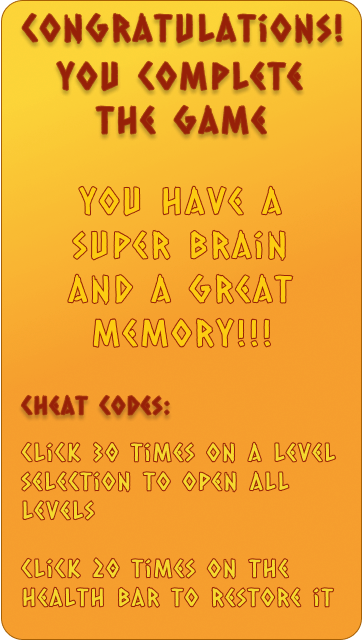 CONGRATULATiONS!
YOU COMPLETE
THE GAME
YOU HAVE A
SUPER BRAiN
AND A GREAT
MEMORY!!!
CHEAT CODES:
CLiCK 30 TiMES ON A LEVEL
SELECTiON TO OPEN ALL
LEVELS
CLiCK 20 TiMES ON THE
HEALTH BAR TO RESTORE iT